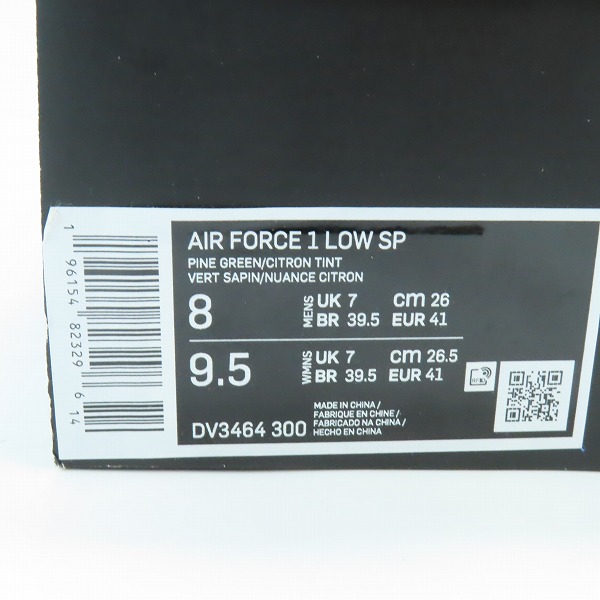 AIR FORCE 1 LOW SP
PINE GREEN/CITRON TINT
VERT SAPIN/NUANCE CITRON
8 MENS UK 7 cm 26
BR 39.5 EUR 41
9.5 WMNS UK 7 cm 26.5
BR 39.5 EUR 41
DV3464 300
MADE IN CHINA /
FABRIQUE EN CHINE /
FABRICADO NA CHINA /
HECHO EN CHINA
1 96154 82329 6 14